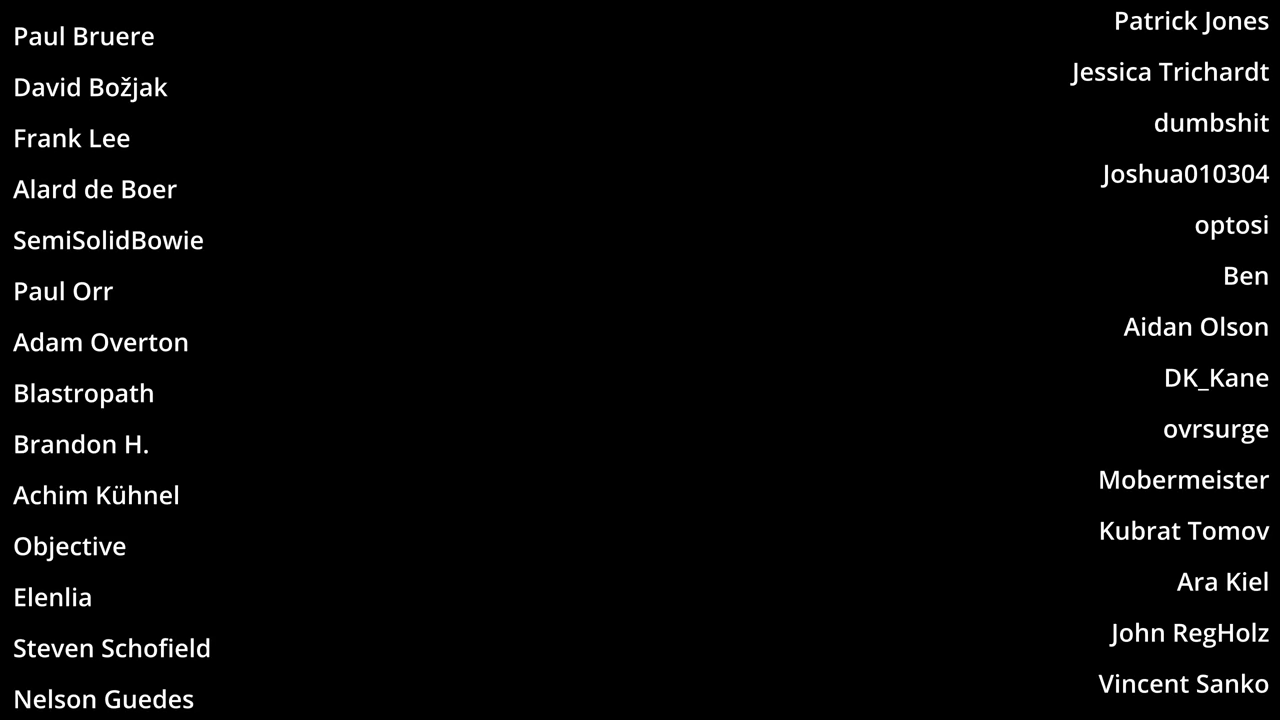 Paul Bruere
David Božjak
Frank Lee
Alard de Boer
SemiSolidBowie
Paul Orr
Adam Overton
Blastropath
Brandon H.
Achim Kühnel
Objective
Elenlia
Steven Schofield
Nelson Guedes
Patrick Jones
Jessica Trichardt
dumbshit
Joshua010304
optosi
Ben
Aidan Olson
DK_Kane
ovrsurge
Mobermeister
Kubrat Tomov
Ara Kiel
John RegHolz
Vincent Sanko